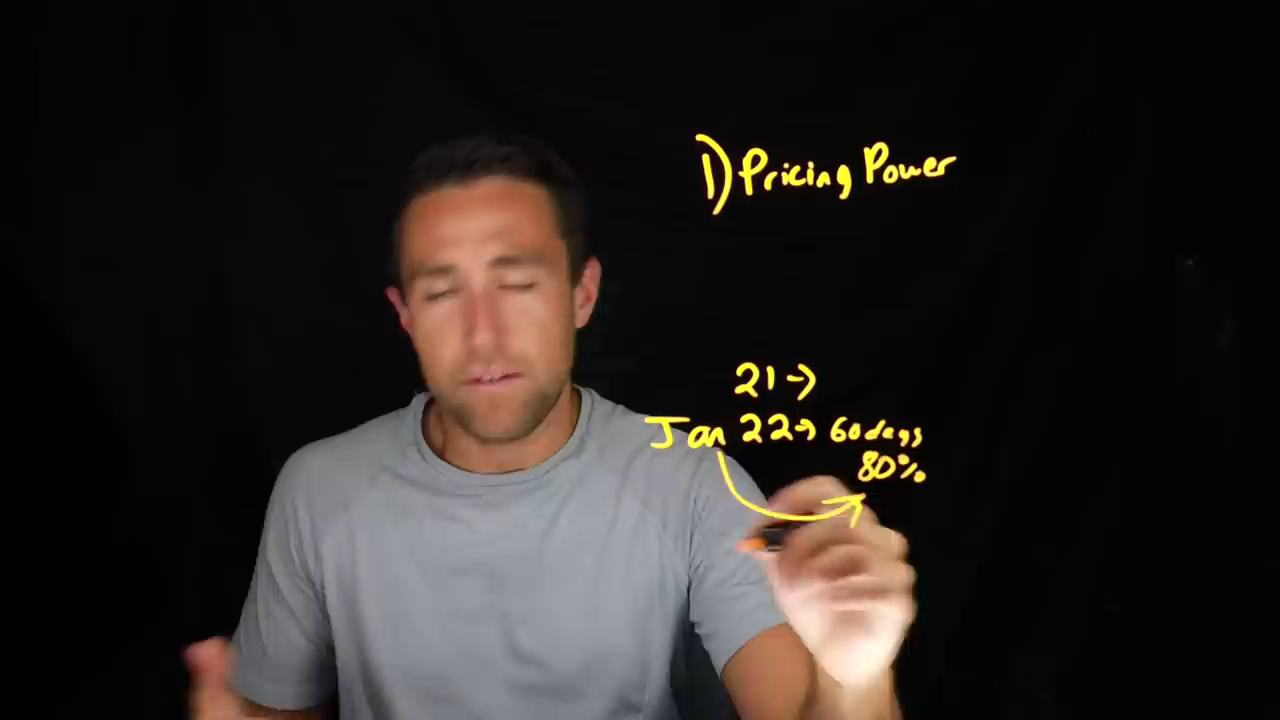 1) Pricing Power
21 →
Jan 22 → 60 days
80%